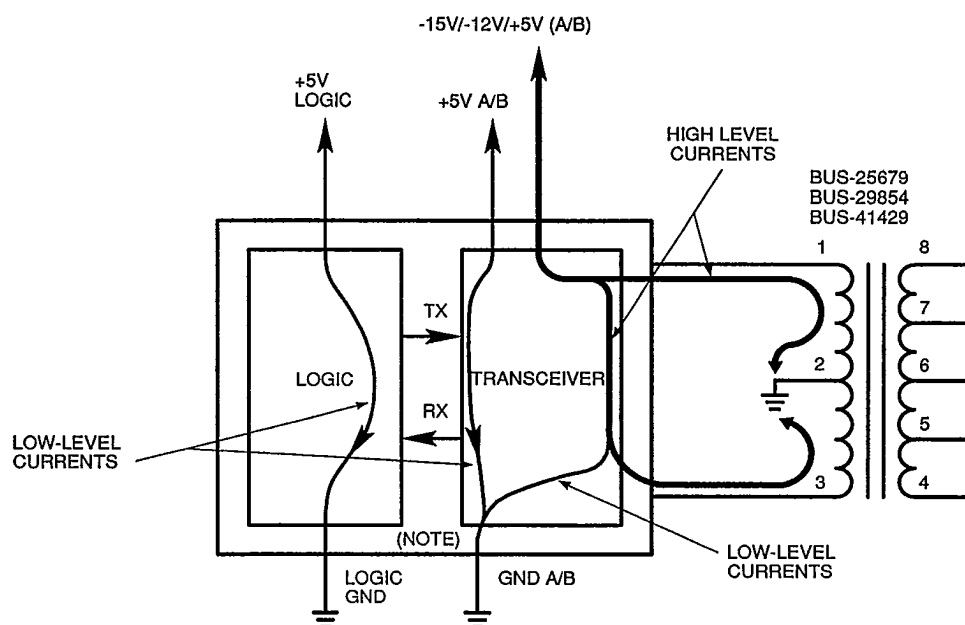 -15V/-12V/+5V (A/B)
+5V
LOGIC
+5V A/B
HIGH LEVEL
CURRENTS
BUS-25679
BUS-29854
BUS-41429
1
8
TX
7
LOGIC
TRANSCEIVER
2
6
RX
5
LOW-LEVEL
CURRENTS
3
4
(NOTE)
LOGIC
GND
GND A/B
LOW-LEVEL
CURRENTS